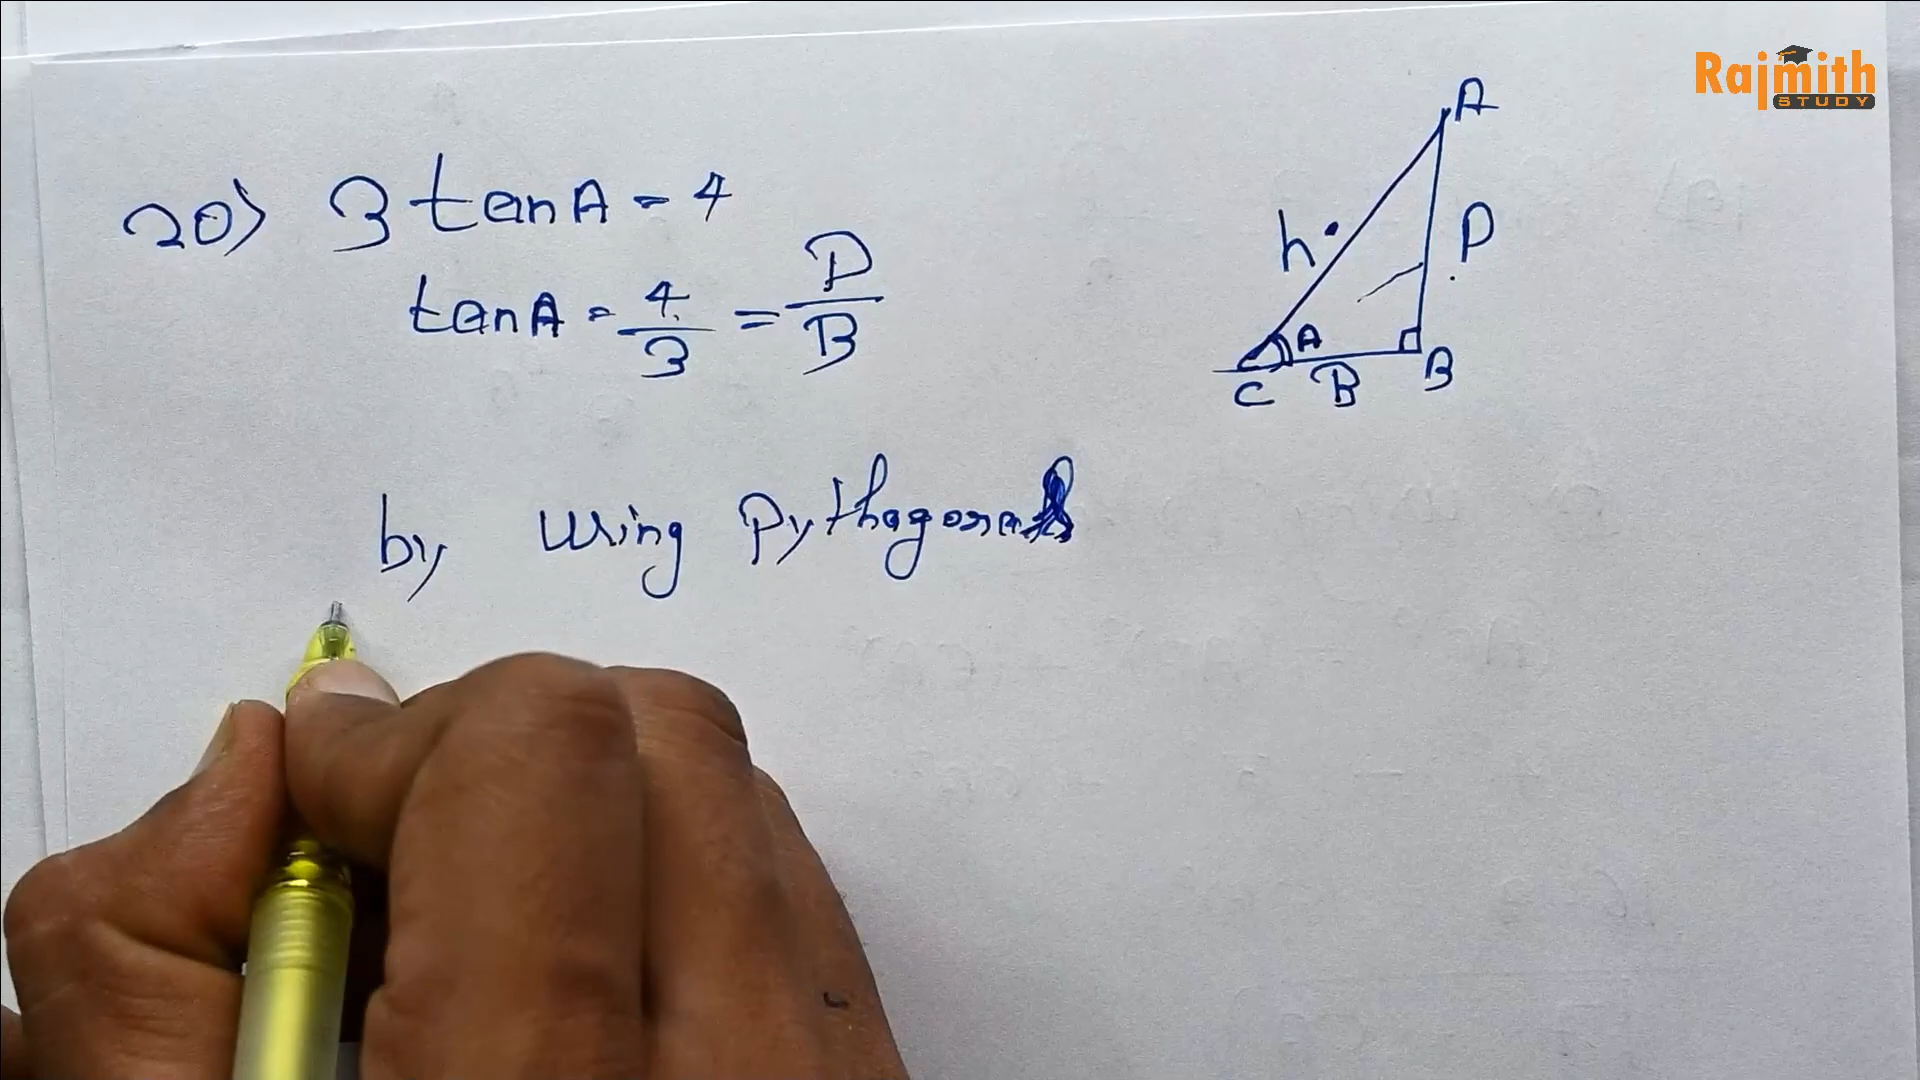 20) 3 tanA = 4
tanA = 4/3 = P/B
by using Pythagoras
A
h
P
A
C
B
B
Rajmith
STUDY